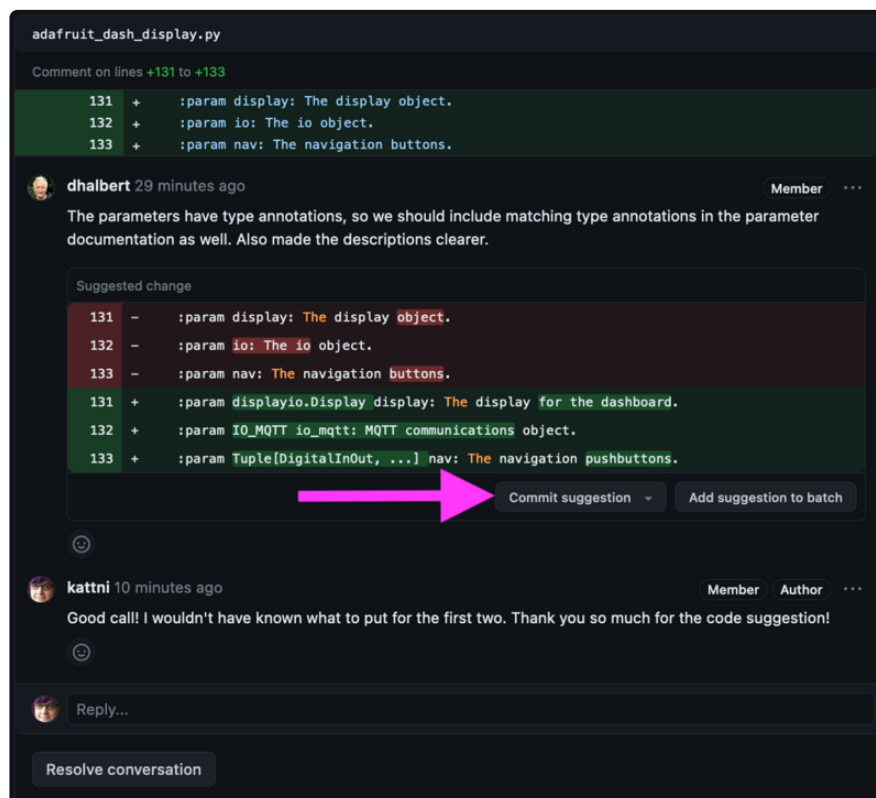 adafruit_dash_display.py
Comment on lines +131 to +133
131 + :param display: The display object.
132 + :param io: The io object.
133 + :param nav: The navigation buttons.
dhalbert 29 minutes ago Member ...
The parameters have type annotations, so we should include matching type annotations in the parameter
documentation as well. Also made the descriptions clearer.
Suggested change
131 - :param display: The display object.
132 - :param io: The io object.
133 - :param nav: The navigation buttons.
131 + :param displayio.Display display: The display for the dashboard.
132 + :param IO_MQTT io_mqtt: MQTT communications object.
133 + :param Tuple[DigitalInOut, ...] nav: The navigation pushbuttons.
Commit suggestion Add suggestion to batch
kattni 10 minutes ago Member Author ...
Good call! I wouldn't have known what to put for the first two. Thank you so much for the code suggestion!
Reply...
Resolve conversation